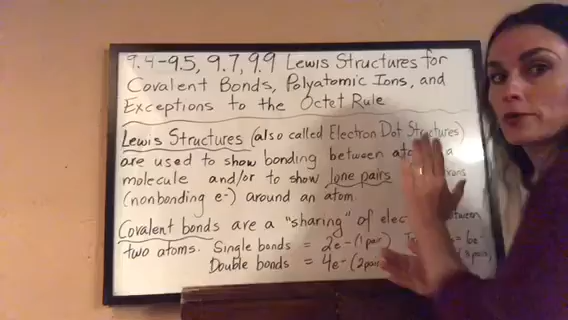 9.4-9.5, 9.7, 9.9 Lewis Structures for
Covalent Bonds, Polyatomic Ions, and
Exceptions to the Octet Rule
Lewis Structures (also called Electron Dot Structures)
are used to show bonding between a
molecule and/or to show lone pairs
(nonbonding e-) around an atom.
Covalent bonds are a "sharing" of
two atoms. Single bonds = 2e- (1 pair) = 6e-
Double bonds = 4e- (2 pair